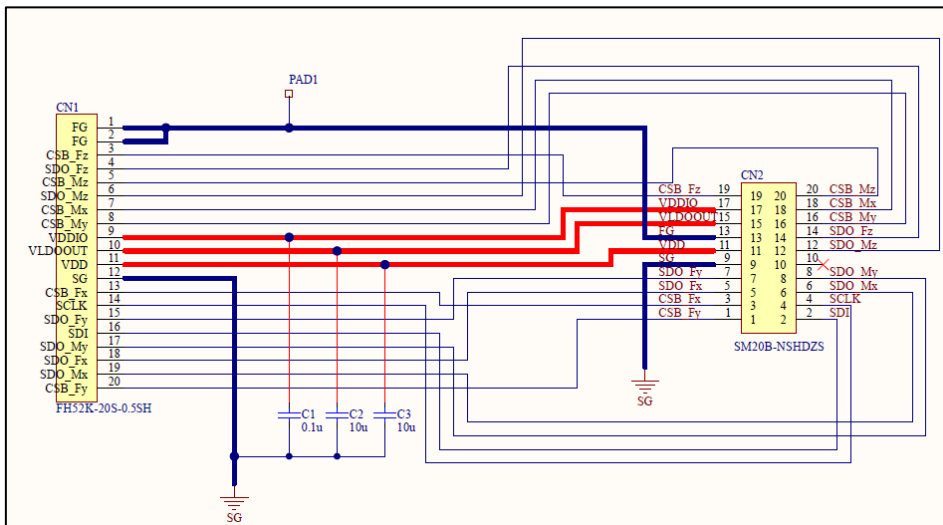 PAD1
CN1
FG 1
FG 2
CSB_Fz 3
SDO_Fz 4
CSB_Mz 5
SDO_Mz 6
CSB_Mx 7
CSB_My 8
VDDIO 9
VLDOOUT 10
VDD 11
SG 12
CSB_Fx 13
SCLK 14
SDO_Fy 15
SDI 16
SDO_My 17
SDO_Fx 18
SDO_Mx 19
CSB_Fy 20
FH52K-20S-0.5SH
C1
0.1u
C2
10u
C3
10u
SG
CN2
CSB_Fz 19 19 20 20 CSB_Mz
VDDIO 17 17 18 18 CSB_Mx
VLDOOUT 15 15 16 16 CSB_My
FG 13 13 14 14 SDO_Fz
VDD 11 11 12 12 SDO_Mz
SG 9 9 10 10
SDO_Fy 7 7 8 8 SDO_My
SDO_Fx 5 5 6 6 SDO_Mx
CSB_Fx 3 3 4 4 SCLK
CSB_Fy 1 1 2 2 SDI
SM20B-NSHDZS
SG